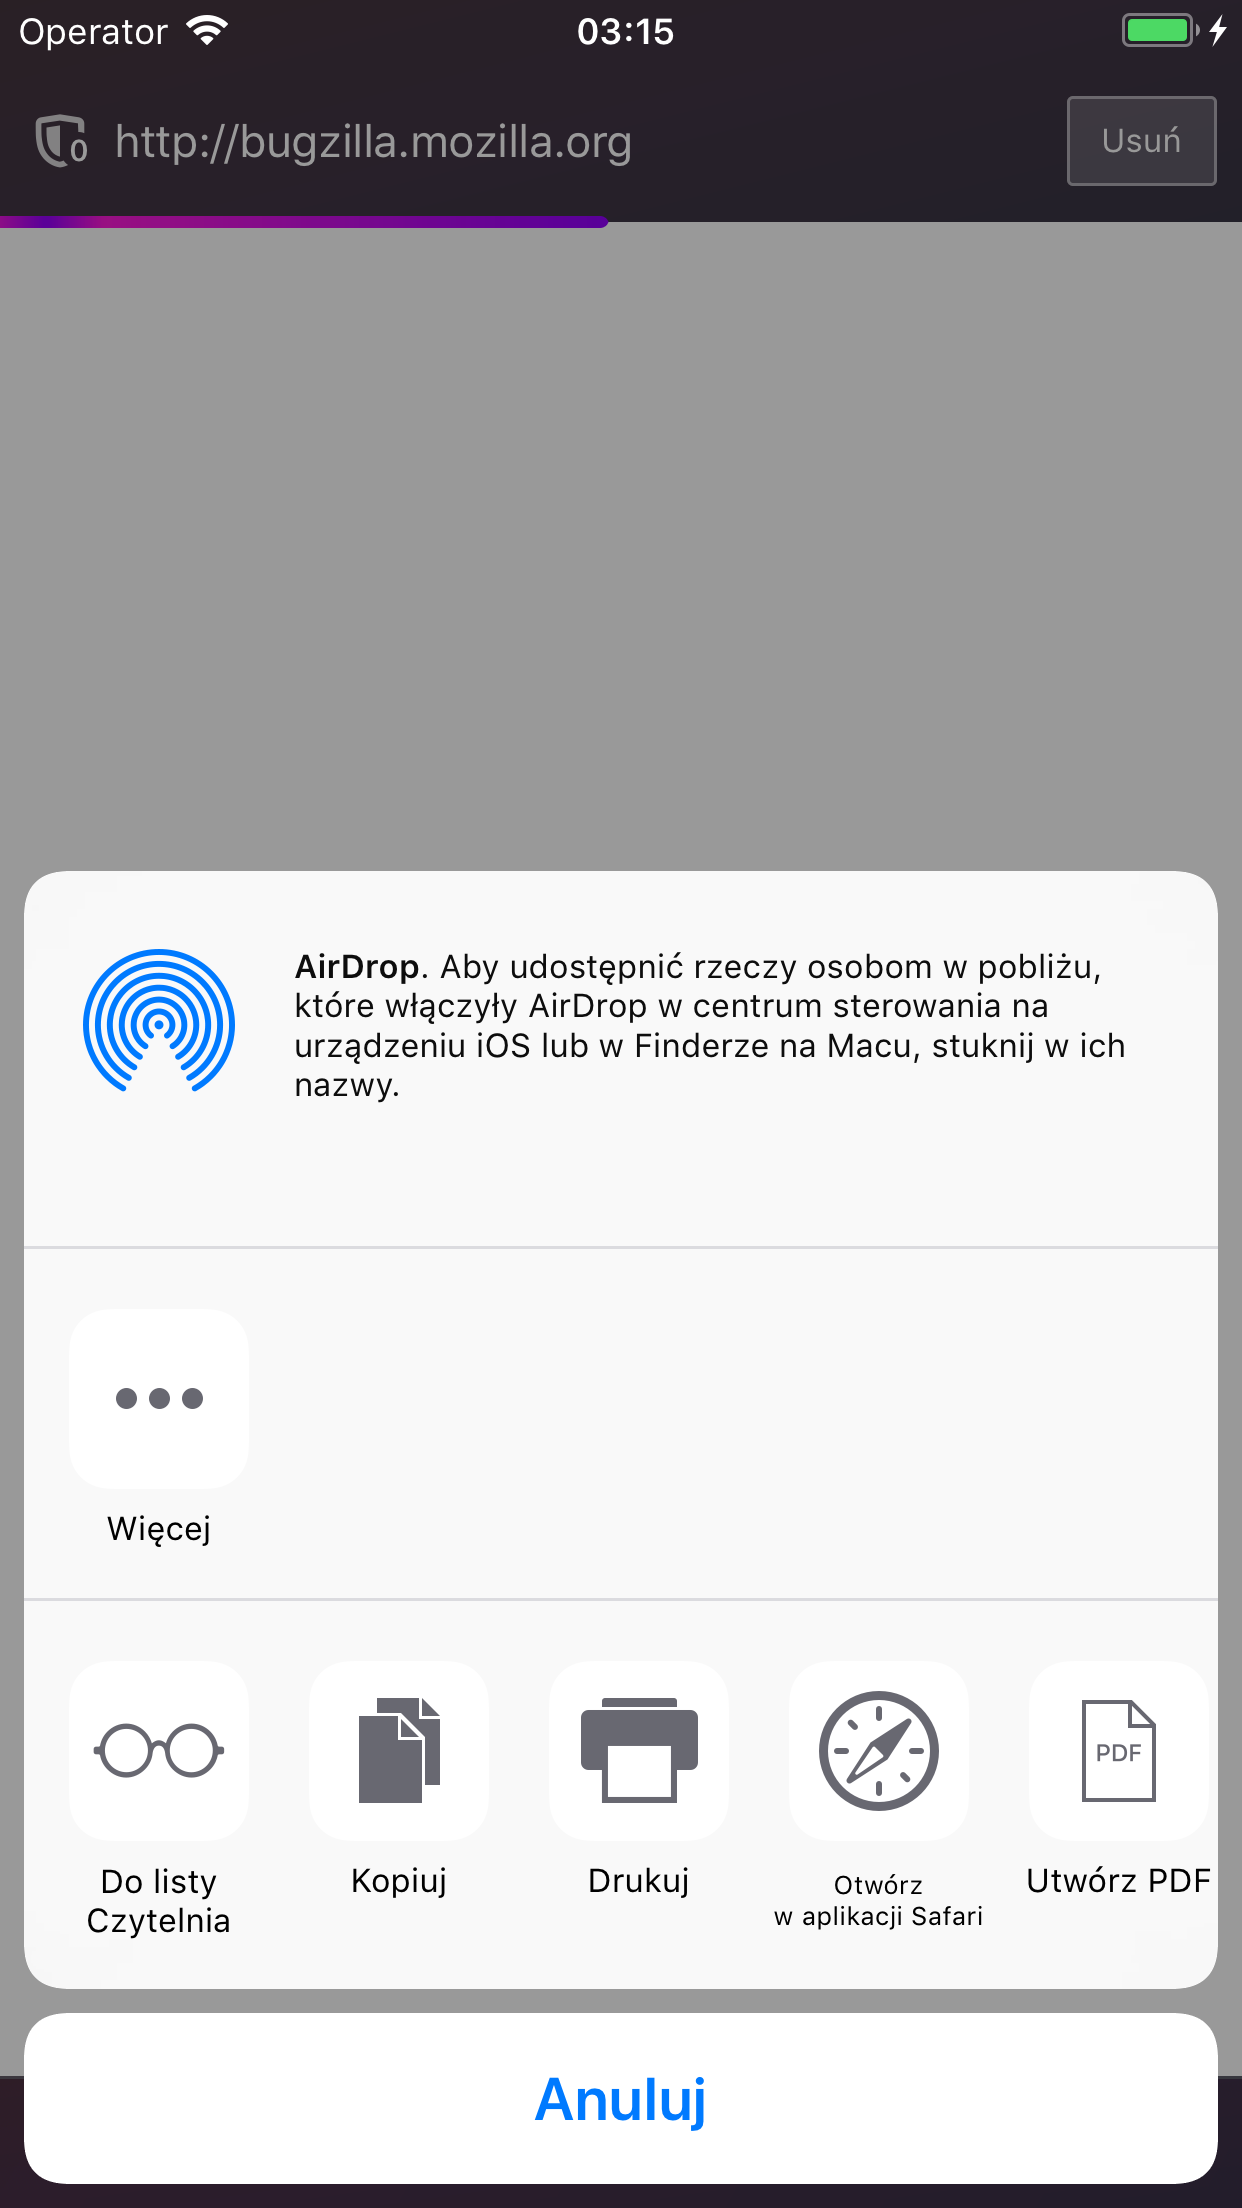 Operator
03:15
0
http://bugzilla.mozilla.org
Usuń
AirDrop. Aby udostępnić rzeczy osobom w pobliżu,
które włączyły AirDrop w centrum sterowania na
urządzeniu iOS lub w Finderze na Macu, stuknij w ich
nazwy.
Więcej
Do listy
Czytelnia
Kopiuj
Drukuj
Otwórz
w aplikacji Safari
PDF
Utwórz PDF
Anuluj